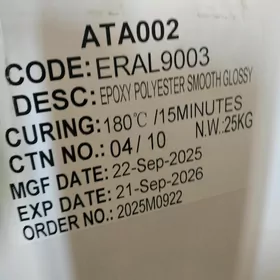 ATA002
CODE: ERAL9003
DESC: EPOXY POLYESTER SMOOTH GLOSSY
CURING: 180℃ /15MINUTES
CTN NO.: 04 / 10 N.W.:25KG
MGF DATE: 22-Sep-2025
EXP DATE: 21-Sep-2026
ORDER NO.: 2025M0922